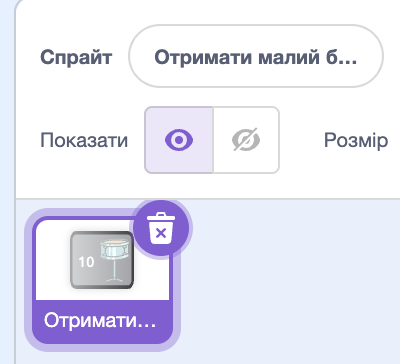 Спрайт
Отримати малий б...
Показати
Розмір
10
Отримати...